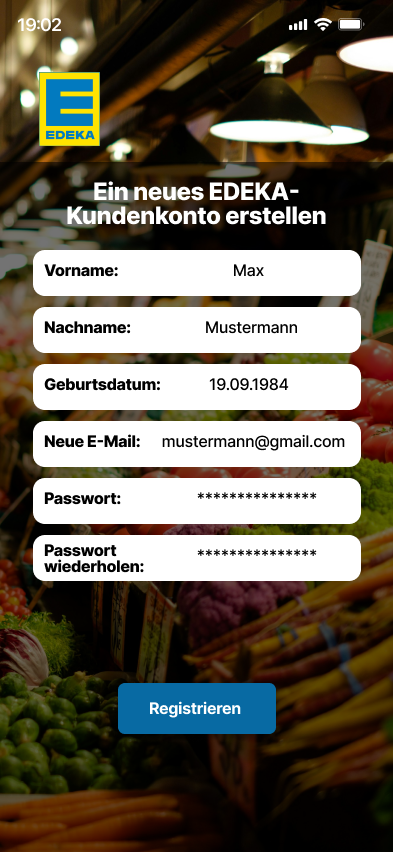 19:02
E
EDEKA
Ein neues EDEKA-
Kundenkonto erstellen
Vorname: Max
Nachname: Mustermann
Geburtsdatum: 19.09.1984
Neue E-Mail: mustermann@gmail.com
Passwort: ***************
Passwort
wiederholen: ***************
Registrieren